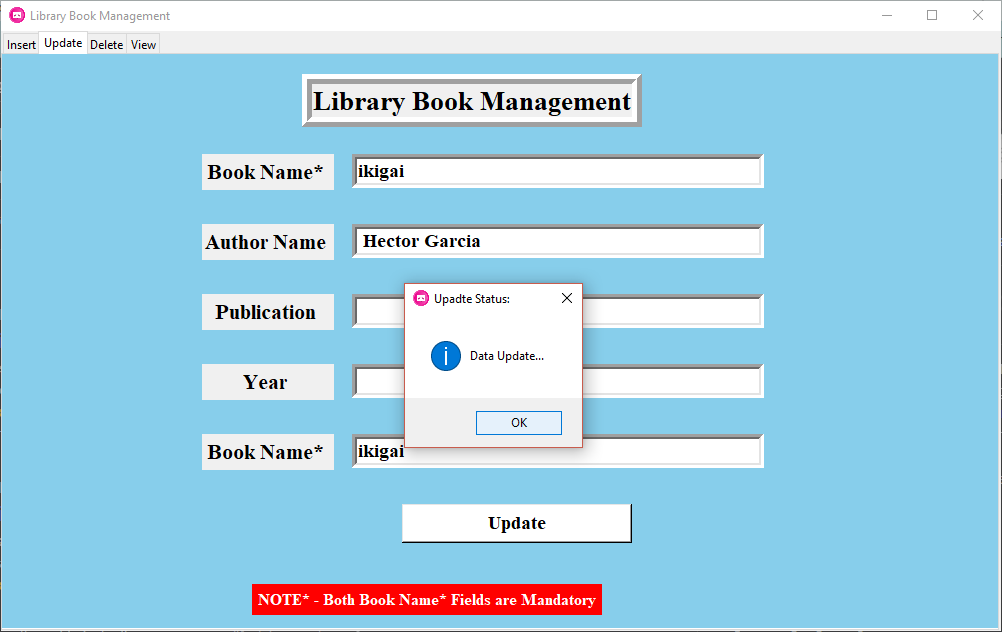 Library Book Management
Insert Update Delete View
Library Book Management
Book Name* ikigai
Author Name Hector Garcia
Publication
Upadte Status:
Data Update...
Year
OK
Book Name* ikigai
Update
NOTE* - Both Book Name* Fields are Mandatory